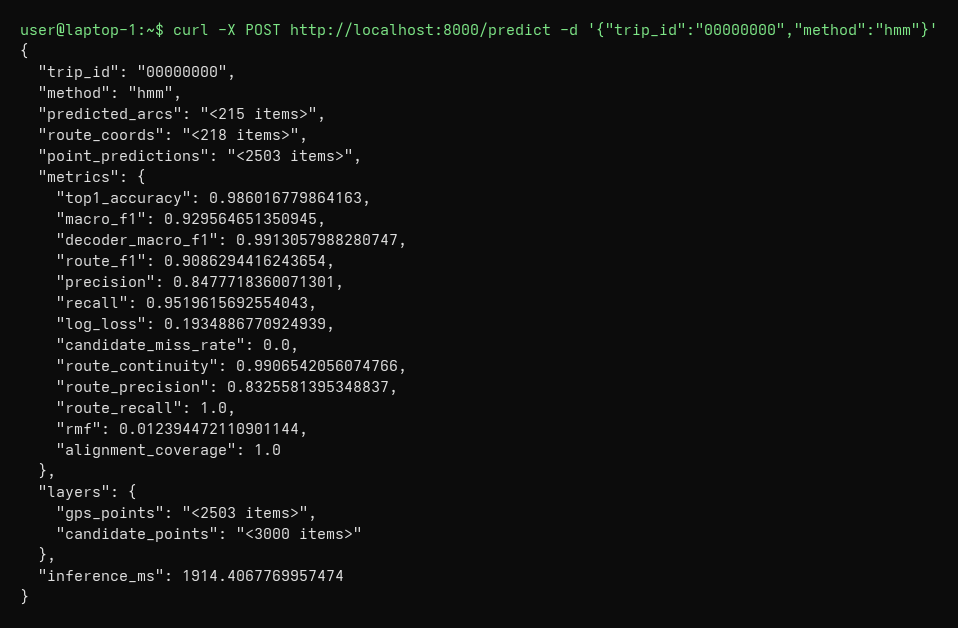 user@laptop-1:~$ curl -X POST http://localhost:8000/predict -d '{"trip_id":"00000000","method":"hmm"}'
{
  "trip_id": "00000000",
  "method": "hmm",
  "predicted_arcs": "<215 items>",
  "route_coords": "<218 items>",
  "point_predictions": "<2503 items>",
  "metrics": {
    "top1_accuracy": 0.986016779864163,
    "macro_f1": 0.929564651350945,
    "decoder_macro_f1": 0.9913057988280747,
    "route_f1": 0.9086294416243654,
    "precision": 0.8477718360071301,
    "recall": 0.9519615692554043,
    "log_loss": 0.1934886770924939,
    "candidate_miss_rate": 0.0,
    "route_continuity": 0.9906542056074766,
    "route_precision": 0.8325581395348837,
    "route_recall": 1.0,
    "rmf": 0.012394472110901144,
    "alignment_coverage": 1.0
  },
  "layers": {
    "gps_points": "<2503 items>",
    "candidate_points": "<3000 items>"
  },
  "inference_ms": 1914.4067769957474
}